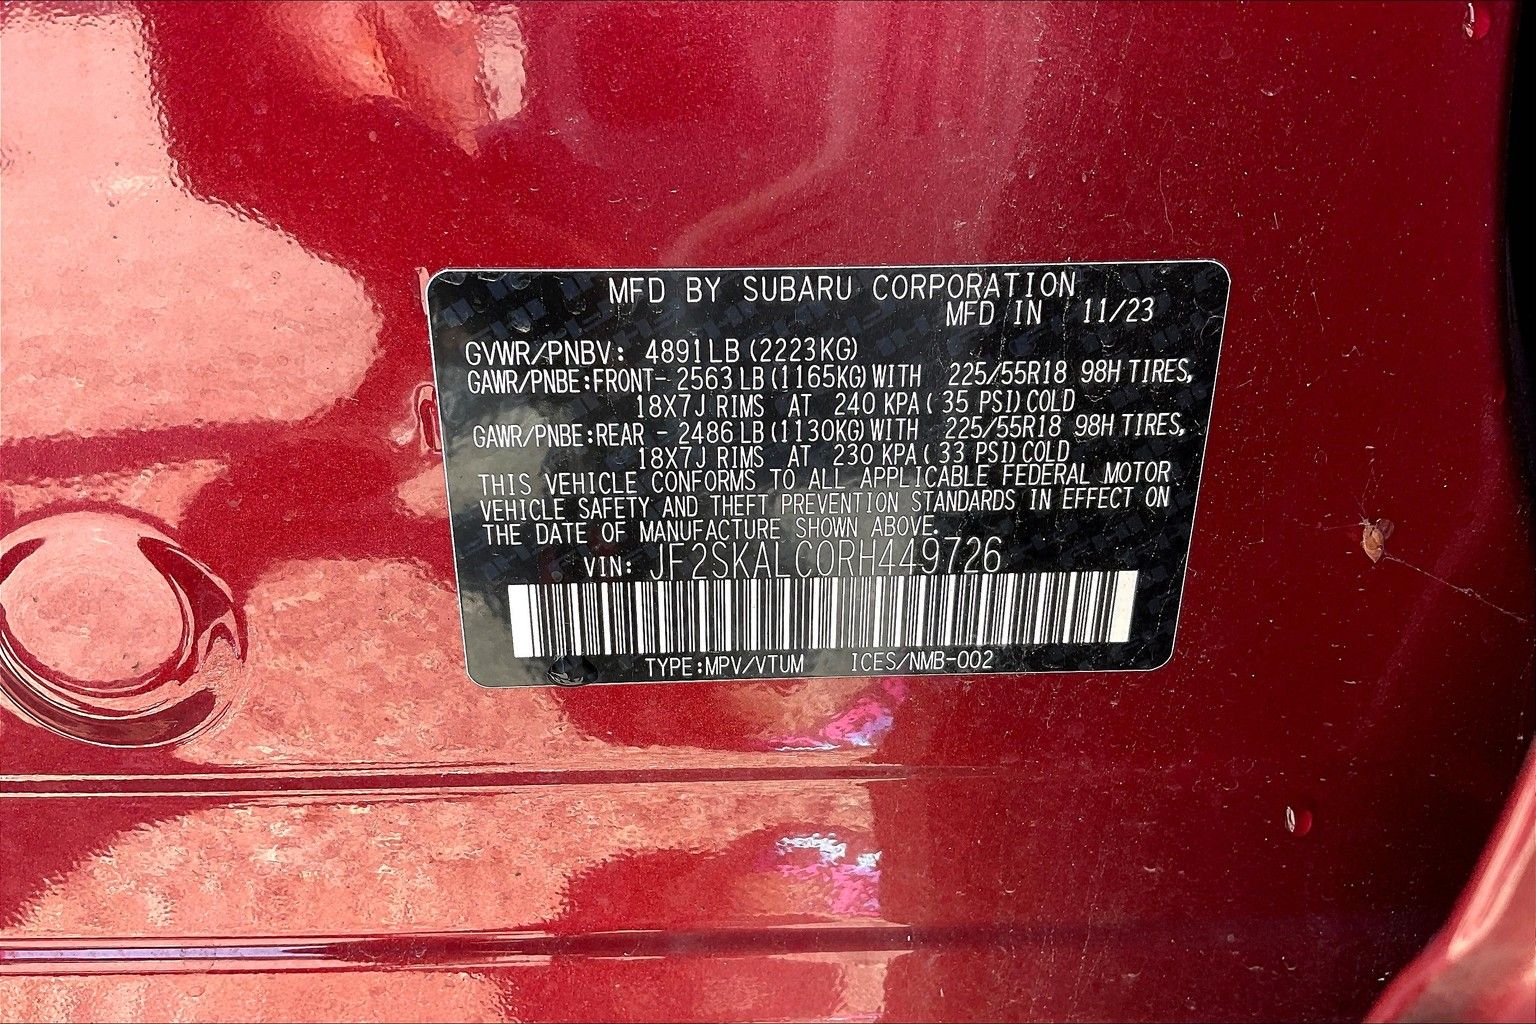 MFD BY SUBARU CORPORATION
MFD IN 11/23
GVWR/PNBV: 4891LB (2223KG)
GAWR/PNBE:FRONT- 2563 LB (1165KG) WITH 225/55R18 98H TIRES,
18X7J RIMS AT 240 KPA( 35 PSI) COLD
GAWR/PNBE:REAR - 2486 LB (1130KG) WITH 225/55R18 98H TIRES,
18X7J RIMS AT 230 KPA( 33 PSI) COLD
THIS VEHICLE CONFORMS TO ALL APPLICABLE FEDERAL MOTOR
VEHICLE SAFETY AND THEFT PREVENTION STANDARDS IN EFFECT ON
THE DATE OF MANUFACTURE SHOWN ABOVE.
VIN: JF2SKALC0RH449726
TYPE:MPV/VTUM ICES/NMB-002